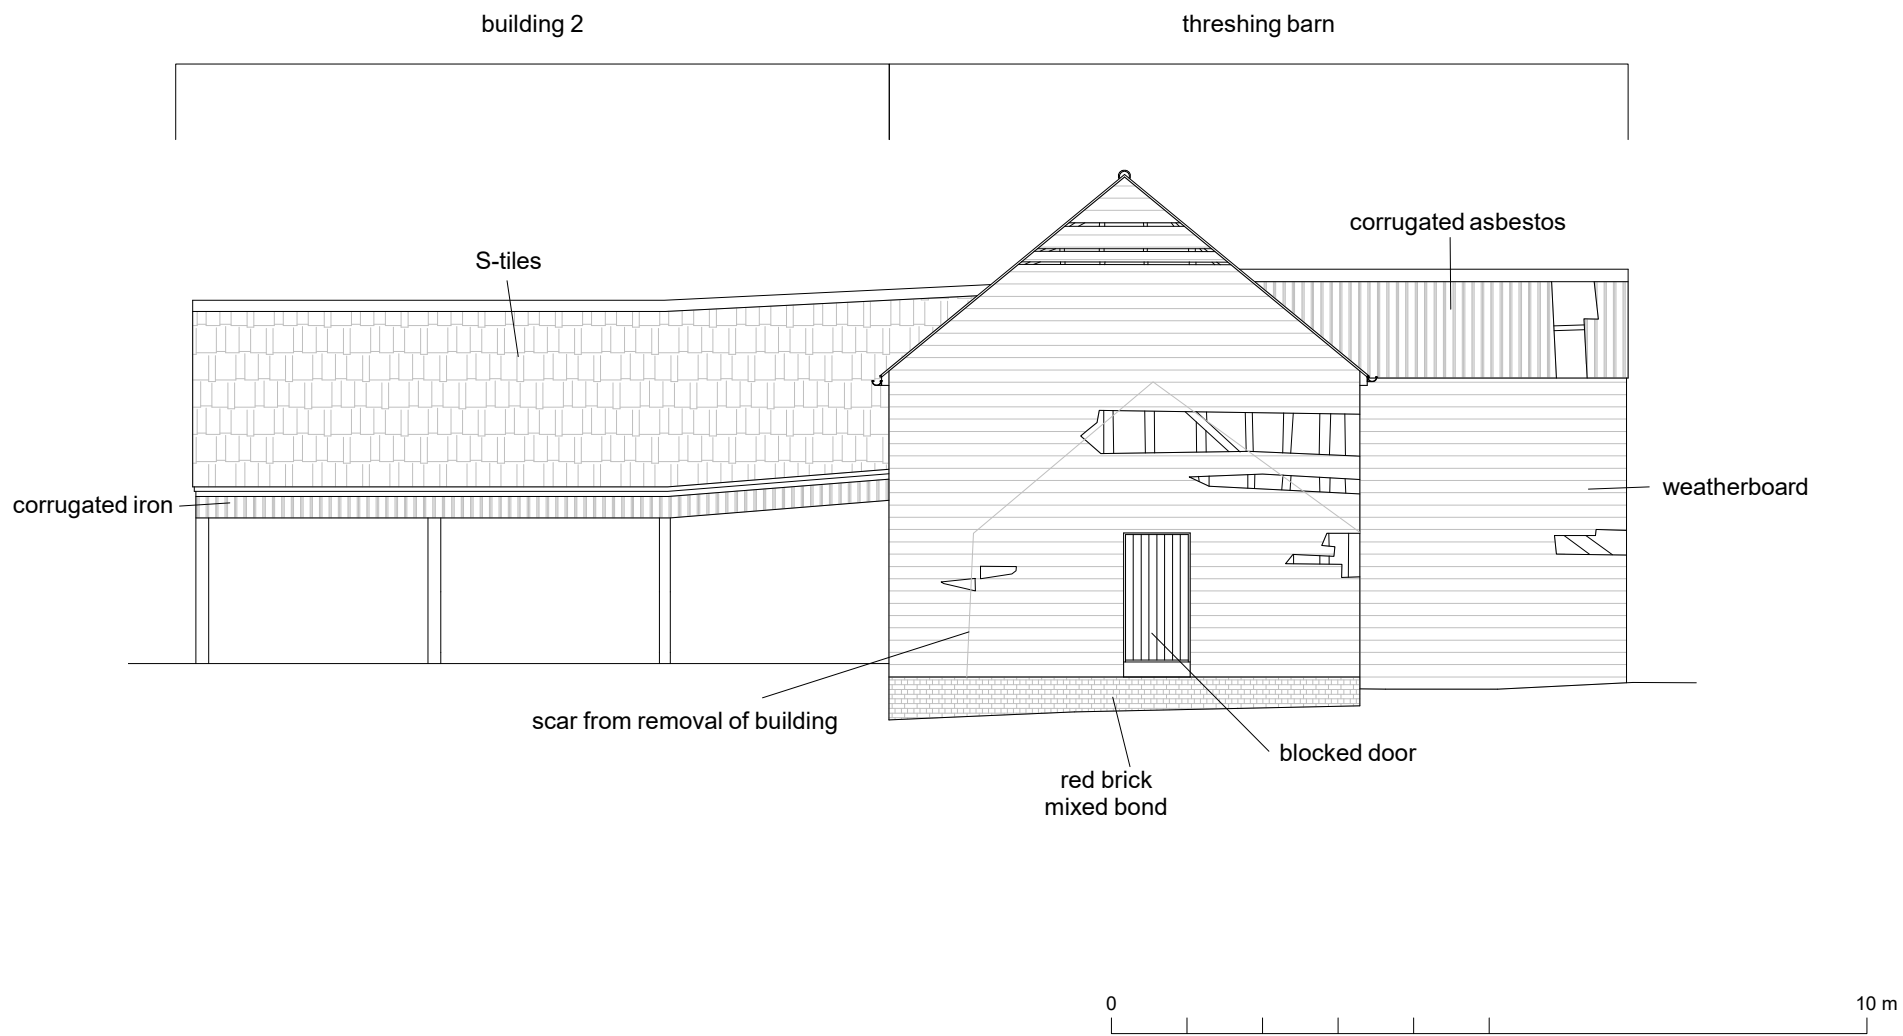 building 2
threshing barn
corrugated asbestos
S-tiles
corrugated iron
weatherboard
scar from removal of building
blocked door
red brick
mixed bond
0
10 m